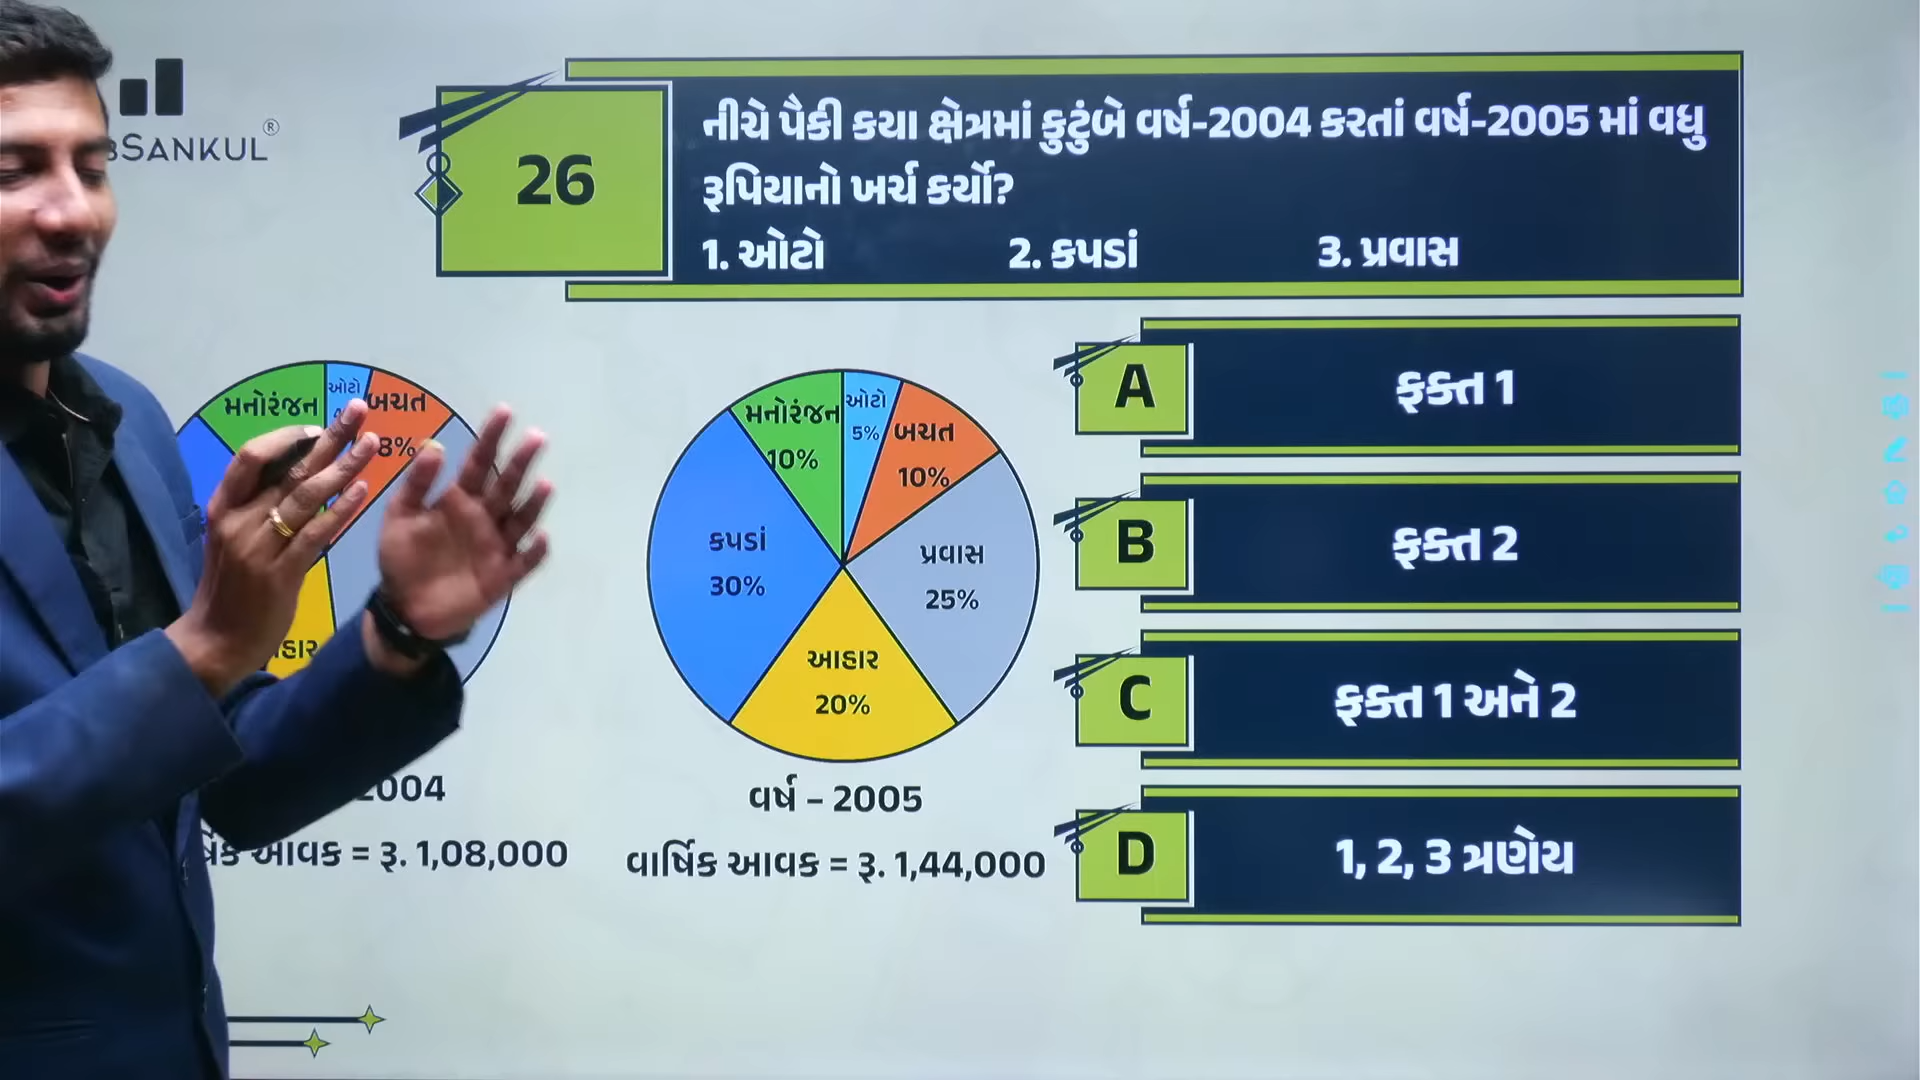 SANKUL®
26
નીચે પૈકી કયા ક્ષેત્રમાં કુટુંબે વર્ષ-2004 કરતાં વર્ષ-2005 માં વધુ
રૂપિયાનો ખર્ચ કર્યો?
1. ઓટો 2. કપડાં 3. પ્રવાસ
મનોરંજન
ઓટો
બચત
8%
2004
આવક = રૂ. 1,08,000
મનોરંજન
10%
ઓટો
5%
બચત
10%
કપડાં
30%
પ્રવાસ
25%
આહાર
20%
વર્ષ – 2005
વાર્ષિક આવક = રૂ. 1,44,000
A ફક્ત 1
B ફક્ત 2
C ફક્ત 1 અને 2
D 1, 2, 3 ત્રણેય